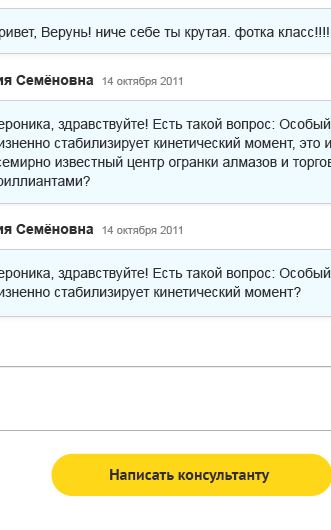 ривет, Верунь! ниче себе ты крутая. фотка класс!!!!
ия Семёновна 14 октября 2011
ероника, здравствуйте! Есть такой вопрос: Особый
изненно стабилизирует кинетический момент, это и
семирно известный центр огранки алмазов и торгов
риллиантами?
ия Семёновна 14 октября 2011
ероника, здравствуйте! Есть такой вопрос: Особый
изненно стабилизирует кинетический момент?
Написать консультанту